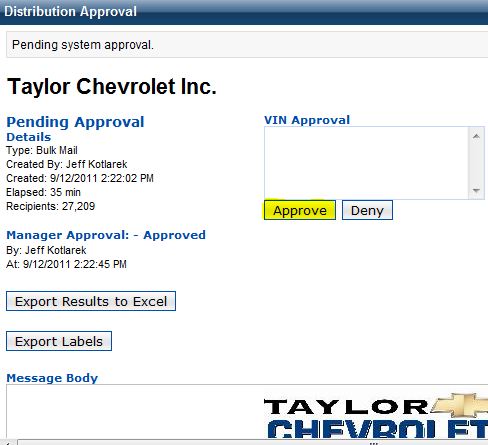 Distribution Approval
Pending system approval.
Taylor Chevrolet Inc.
Pending Approval
Details
Type: Bulk Mail
Created By: Jeff Kotlarek
Created: 9/12/2011 2:22:02 PM
Elapsed: 35 min
Recipients: 27,209
VIN Approval
Approve
Deny
Manager Approval: - Approved
By: Jeff Kotlarek
At: 9/12/2011 2:22:45 PM
Export Results to Excel
Export Labels
Message Body
TAYLOR
CHEVROLET